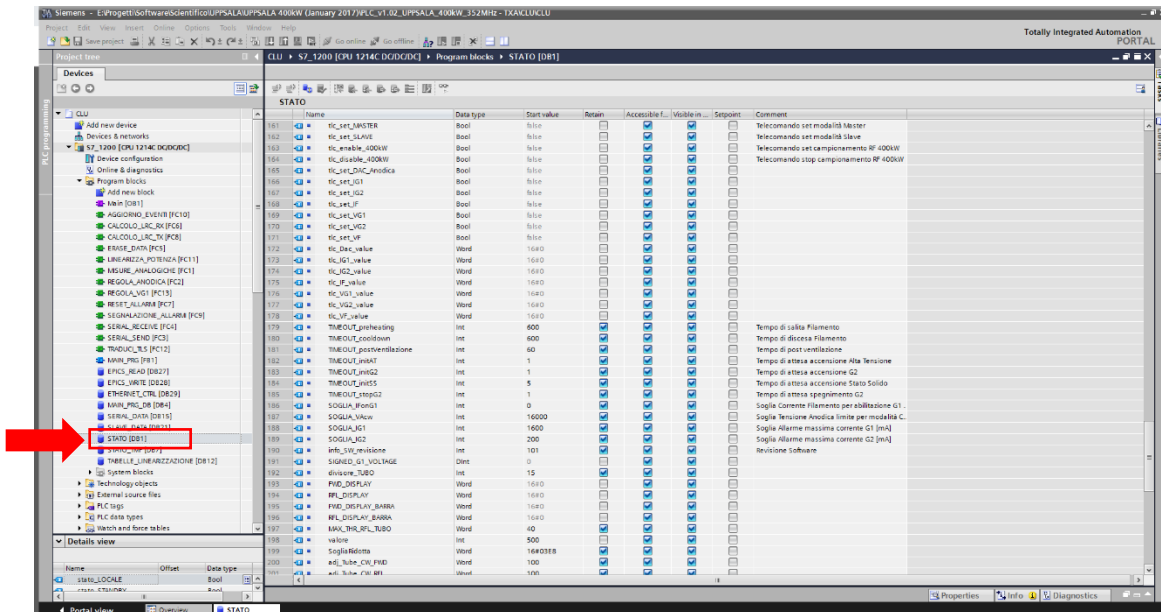 Siemens - E:\Progetti\Software\Scientifico\UPPSALA\UPPSALA 400kW (January 2017)\PLC_v1.02_UPPSALA_400kW_352MHz - TXA\CLU\CLU
Project Edit View Insert Online Options Tools Window Help
Save project Go online Go offline
Totally Integrated Automation
PORTAL
Project tree
CLU S7_1200 [CPU 1214C DC/DC/DC] Program blocks STATO [DB1]
Devices
PLC programming
CLU
Add new device
Devices & networks
S7_1200 [CPU 1214C DC/DC/DC]
Device configuration
Online & diagnostics
Program blocks
Add new block
Main [OB1]
AGGIORNO_EVENTI [FC10]
CALCOLO_LRC_RX [FC6]
CALCOLO_LRC_TX [FC8]
ERASE_DATA [FC5]
LINEARIZZA_POTENZA [FC11]
MISURE_ANALOGICHE [FC1]
REGOLA_ANODICA [FC2]
REGOLA_VG1 [FC13]
RESET_ALLARMI [FC7]
SEGNALAZIONE_ALLARMI [FC9]
SERIAL_RECEIVE [FC4]
SERIAL_SEND [FC3]
TRADUCI_TLS [FC12]
MAIN_PRG [FB1]
EPICS_READ [DB27]
EPICS_WRITE [DB28]
ETHERNET_CTRL [DB29]
MAIN_PRG_DB [DB4]
SERIAL_DATA [DB15]
SLAVE_DATA [DB21]
STATO [DB1]
TABELLE_LINEARIZZAZIONE [DB12]
System blocks
Technology objects
External source files
PLC tags
PLC data types
Watch and force tables
Details view
Name Offset Data type
stato_LOCALE Bool
stato_STANDBY Bool
STATO
Name Data type Start value Retain Accessible f... Visible in ... Setpoint Comment
161 tlc_set_MASTER Bool false Telecomando set modalità Master
162 tlc_set_SLAVE Bool false Telecomando set modalità Slave
163 tlc_enable_400kW Bool false Telecomando set campionamento RF 400kW
164 tlc_disable_400kW Bool false Telecomando stop campionamento RF 400kW
165 tlc_set_DAC_Anodica Bool false
166 tlc_set_IG1 Bool false
167 tlc_set_IG2 Bool false
168 tlc_set_IF Bool false
169 tlc_set_VG1 Bool false
170 tlc_set_VG2 Bool false
171 tlc_set_VF Bool false
172 tlc_Dac_value Word 16#0
173 tlc_IG1_value Word 16#0
174 tlc_IG2_value Word 16#0
175 tlc_IF_value Word 16#0
176 tlc_VG1_value Word 16#0
177 tlc_VG2_value Word 16#0
178 tlc_VF_value Word 16#0
179 TIMEOUT_preheating Int 600 Tempo di salita Filamento
180 TIMEOUT_cooldown Int 600 Tempo di discesa Filamento
181 TIMEOUT_postVentilazione Int 60 Tempo di post ventilazione
182 TIMEOUT_initAT Int 1 Tempo di attesa accensione Alta Tensione
183 TIMEOUT_initG2 Int 1 Tempo di attesa accensione G2
184 TIMEOUT_initSS Int 5 Tempo di attesa accensione Stato Solido
185 TIMEOUT_stopG2 Int 1 Tempo di attesa spegnimento G2
186 SOGLIA_IFonG1 Int 0 Soglia Corrente Filamento per abilitazione G1 .
187 SOGLIA_VAcw Int 16000 Soglia Tensione Anodica limite per modalità C.
188 SOGLIA_IG1 Int 1600 Soglia Allarme massima corrente G1 [mA]
189 SOGLIA_IG2 Int 200 Soglia Allarme massima corrente G2 [mA]
190 info_SW_revisione Int 101 Revisione Software
191 SIGNED_G1_VOLTAGE DInt 0
192 divisore_TUBO Int 15
193 FWD_DISPLAY Word 16#0
194 RFL_DISPLAY Word 16#0
195 FWD_DISPLAY_BARRA Word 16#0
196 RFL_DISPLAY_BARRA Word 16#0
197 MAX_THR_RFL_TUBO Word 40
198 valore Int 500
199 SogliaRidotta Word 16#03E8
200 adj_Tube_CW_FWD Word 100
201 adj_Tube_CW_RFL Word 100
Properties Info Diagnostics
Portal view Overview STATO